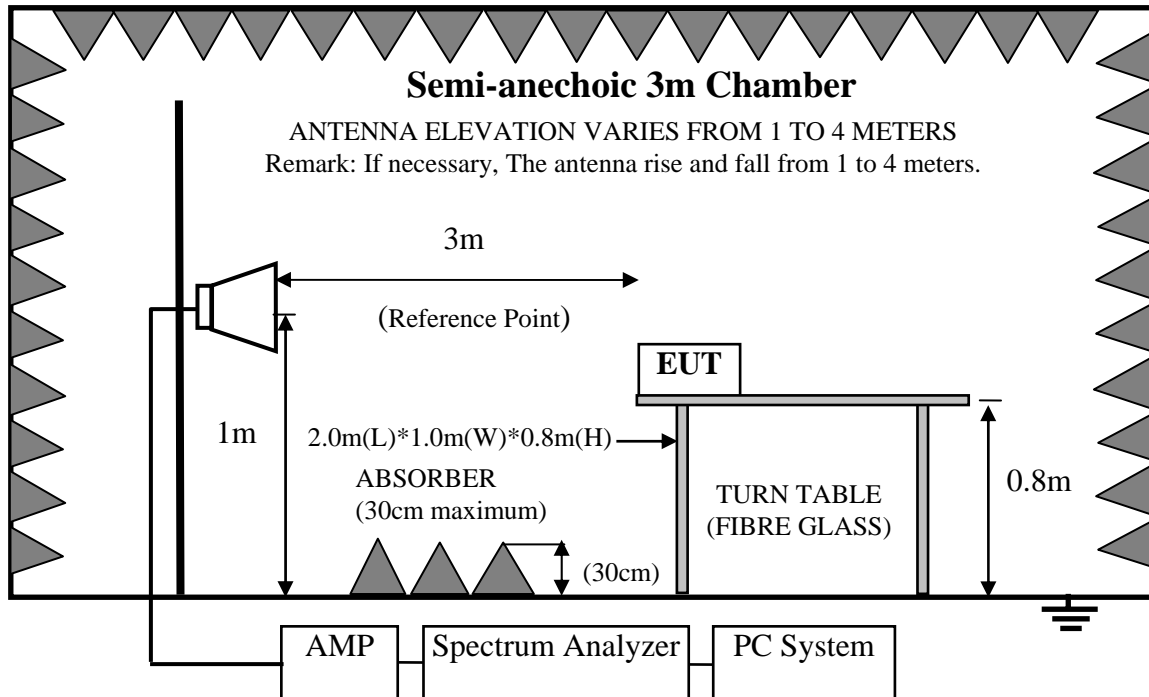 Semi-anechoic 3m Chamber
ANTENNA ELEVATION VARIES FROM 1 TO 4 METERS
Remark: If necessary, The antenna rise and fall from 1 to 4 meters.
3m
(Reference Point)
EUT
1m
2.0m(L)*1.0m(W)*0.8m(H)
ABSORBER
(30cm maximum)
TURN TABLE
(FIBRE GLASS)
0.8m
(30cm)
AMP
Spectrum Analyzer
PC System